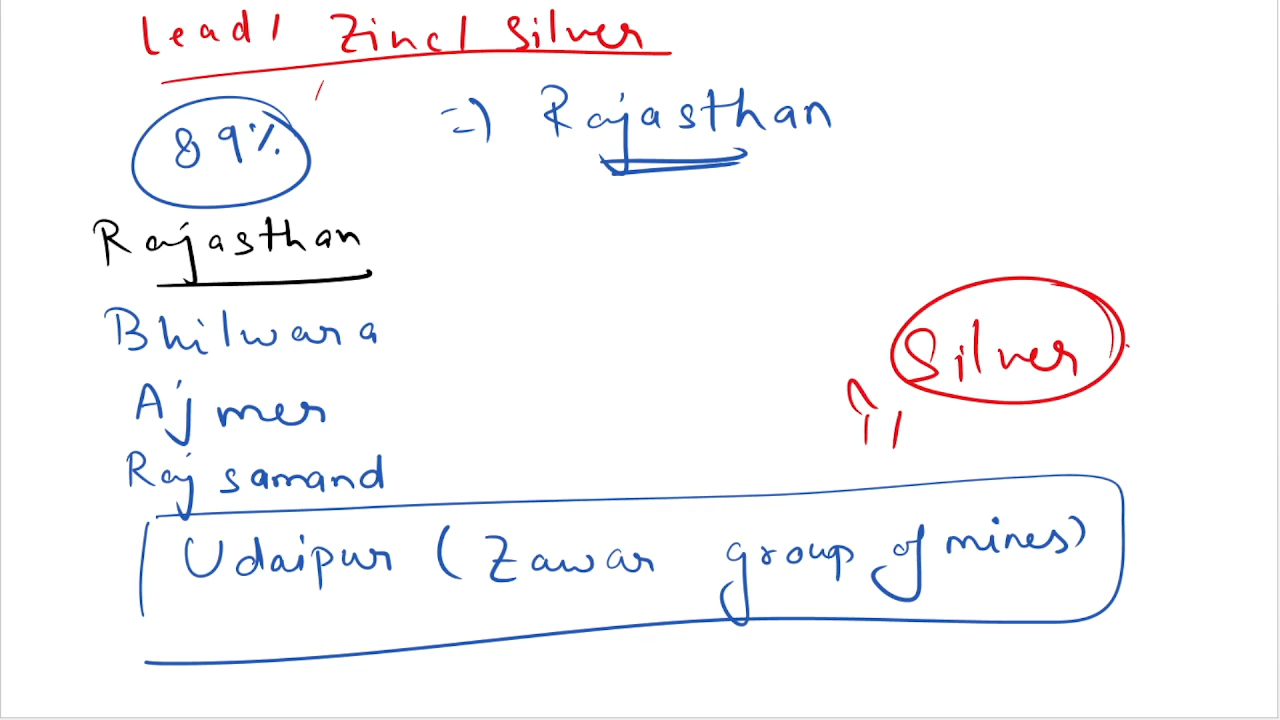 Lead/ Zinc/ Silver
89% => Rajasthan
Rajasthan
Bhilwara
Silver
Ajmer
Rajsamand
Udaipur (Zawar group of mines)